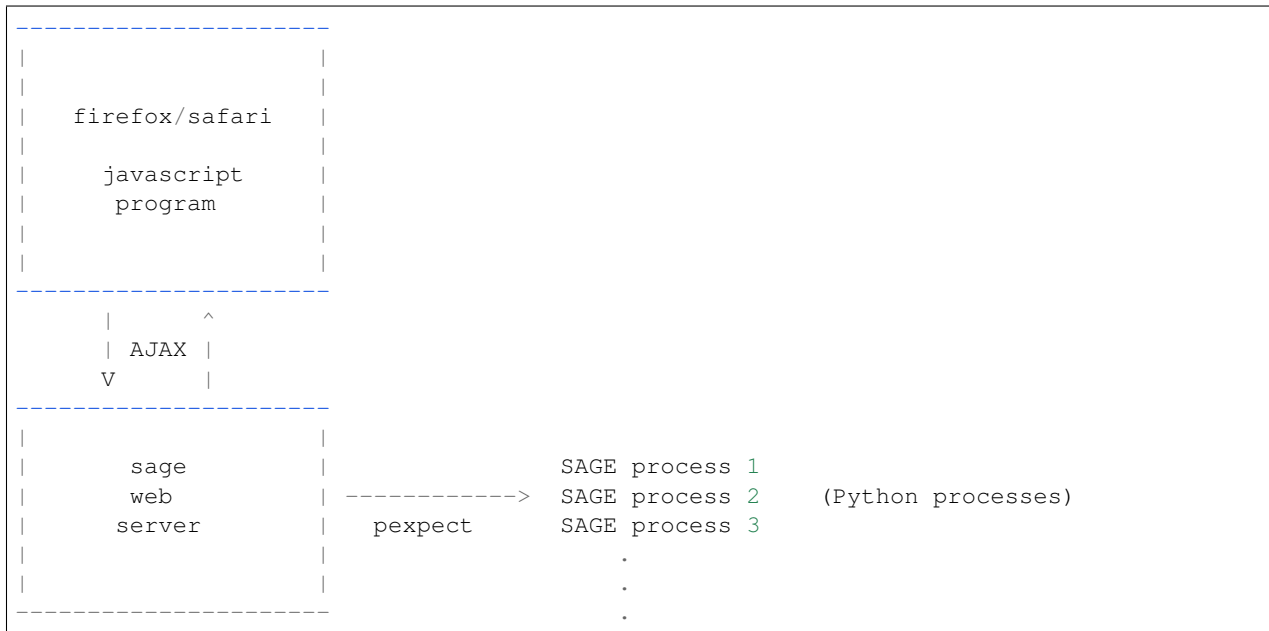 ----------------------
|                    |
|                    |
|   firefox/safari   |
|                    |
|     javascript     |
|      program       |
|                    |
|                    |
----------------------
      |      ^
      | AJAX |
      V      |
----------------------
|                    |
|       sage         |                SAGE process 1
|       web          | ------------>  SAGE process 2    (Python processes)
|      server        |   pexpect      SAGE process 3
|                    |                    .
|                    |                    .
----------------------                    .